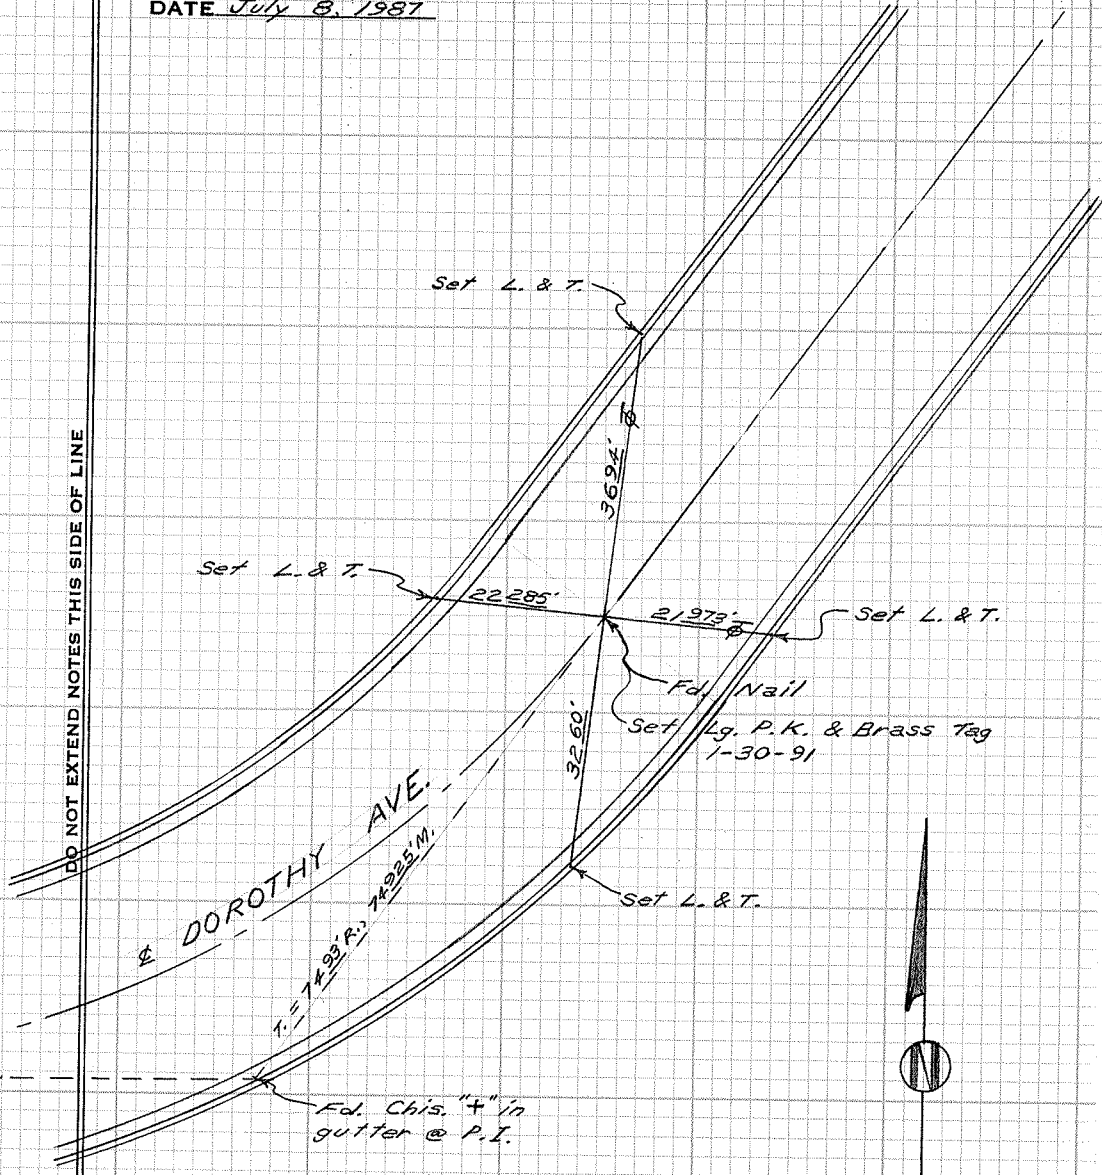 DATE July 8, 1987
DO NOT EXTEND NOTES THIS SIDE OF LINE
Set L. & T.
36.94'
Set L. & T.
22.285'
21.973'
Set L. & T.
Fd. Nail
Set Lg. P.K. & Brass Tag
1-30-91
32.60'
℄ DOROTHY AVE.
T. = 74.93' R., 74.925' M.
Set L. & T.
N
Fd. Chis. "+" in
gutter @ P.I.